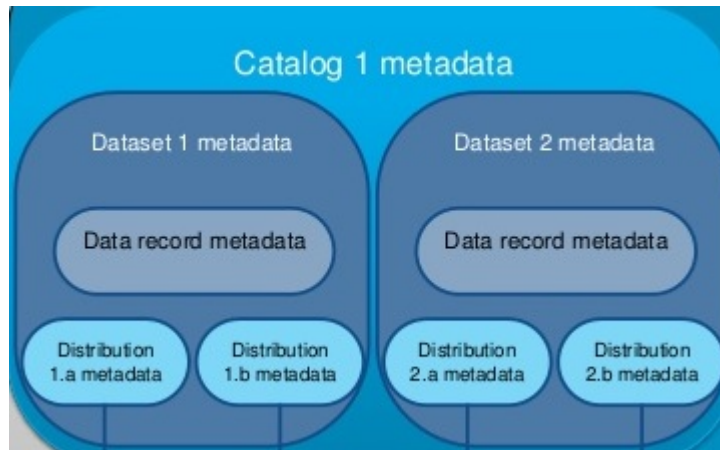 Catalog 1 metadata
Dataset 1 metadata
Dataset 2 metadata
Data record metadata
Data record metadata
Distribution
1.a metadata
Distribution
1.b metadata
Distribution
2.a metadata
Distribution
2.b metadata